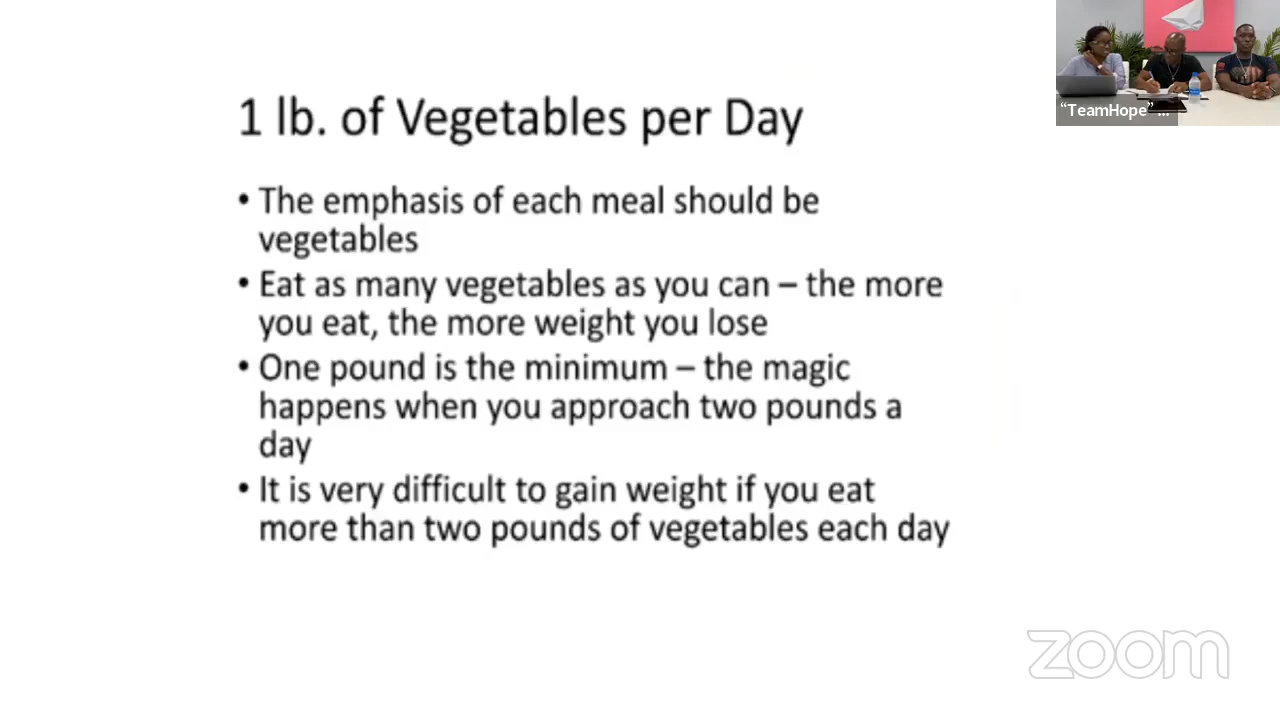 1 lb. of Vegetables per Day
• The emphasis of each meal should be
vegetables
• Eat as many vegetables as you can – the more
you eat, the more weight you lose
• One pound is the minimum – the magic
happens when you approach two pounds a
day
• It is very difficult to gain weight if you eat
more than two pounds of vegetables each day
“TeamHope” ...
zoom